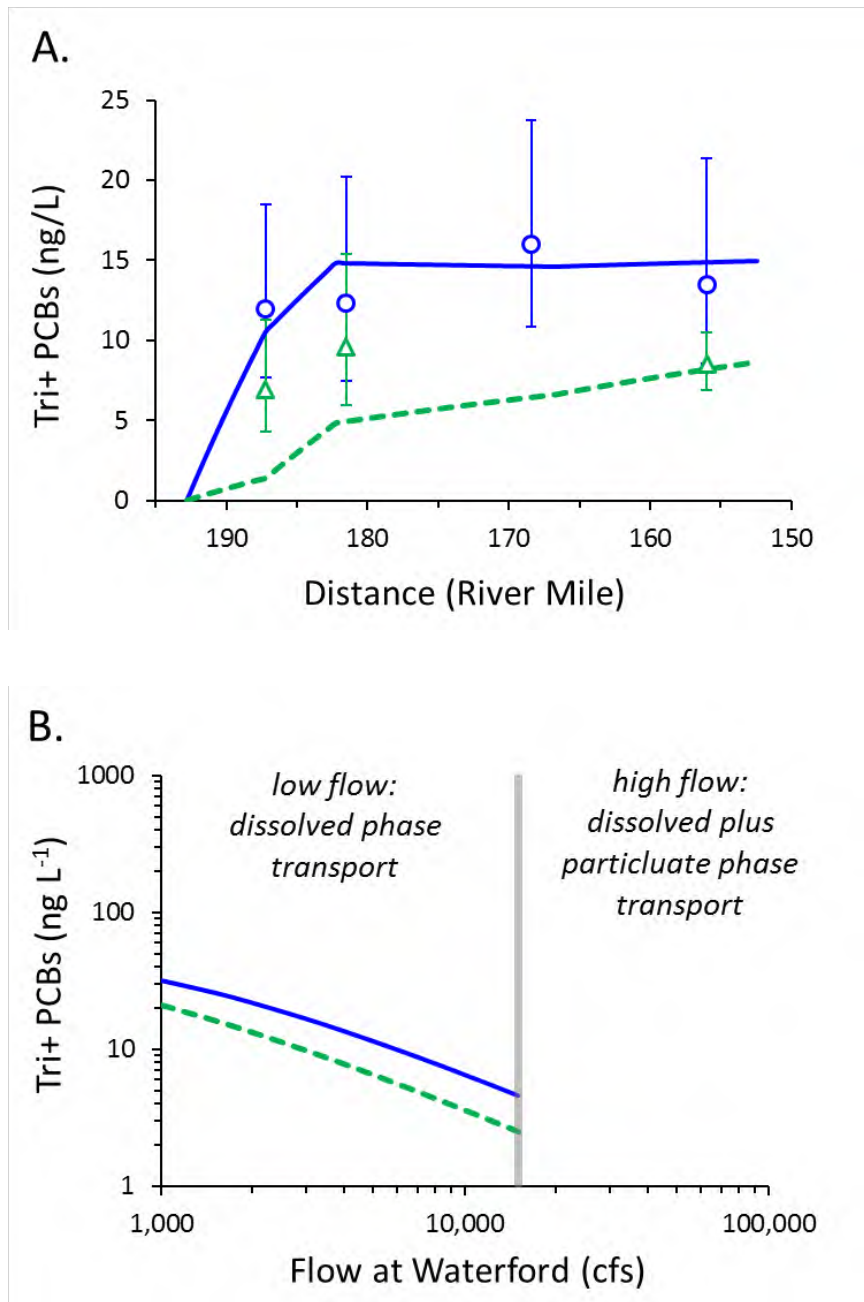 A.
25
20
15
10
5
0
Tri+ PCBs (ng/L)
190 180 170 160 150
Distance (River Mile)
B.
1000
100
10
1
Tri+ PCBs (ng L⁻¹)
low flow:
dissolved phase
transport
high flow:
dissolved plus
particluate phase
transport
1,000 10,000 100,000
Flow at Waterford (cfs)